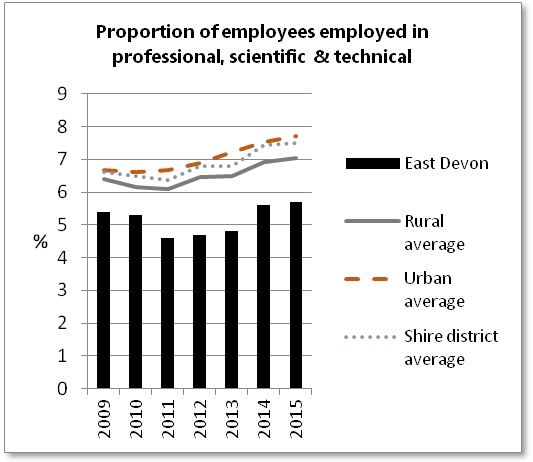 Proportion of employees employed in
professional, scientific & technical
9
8
7
6
5
4
3
2
1
0
%
2009
2010
2011
2012
2013
2014
2015
East Devon
Rural
average
Urban
average
Shire district
average